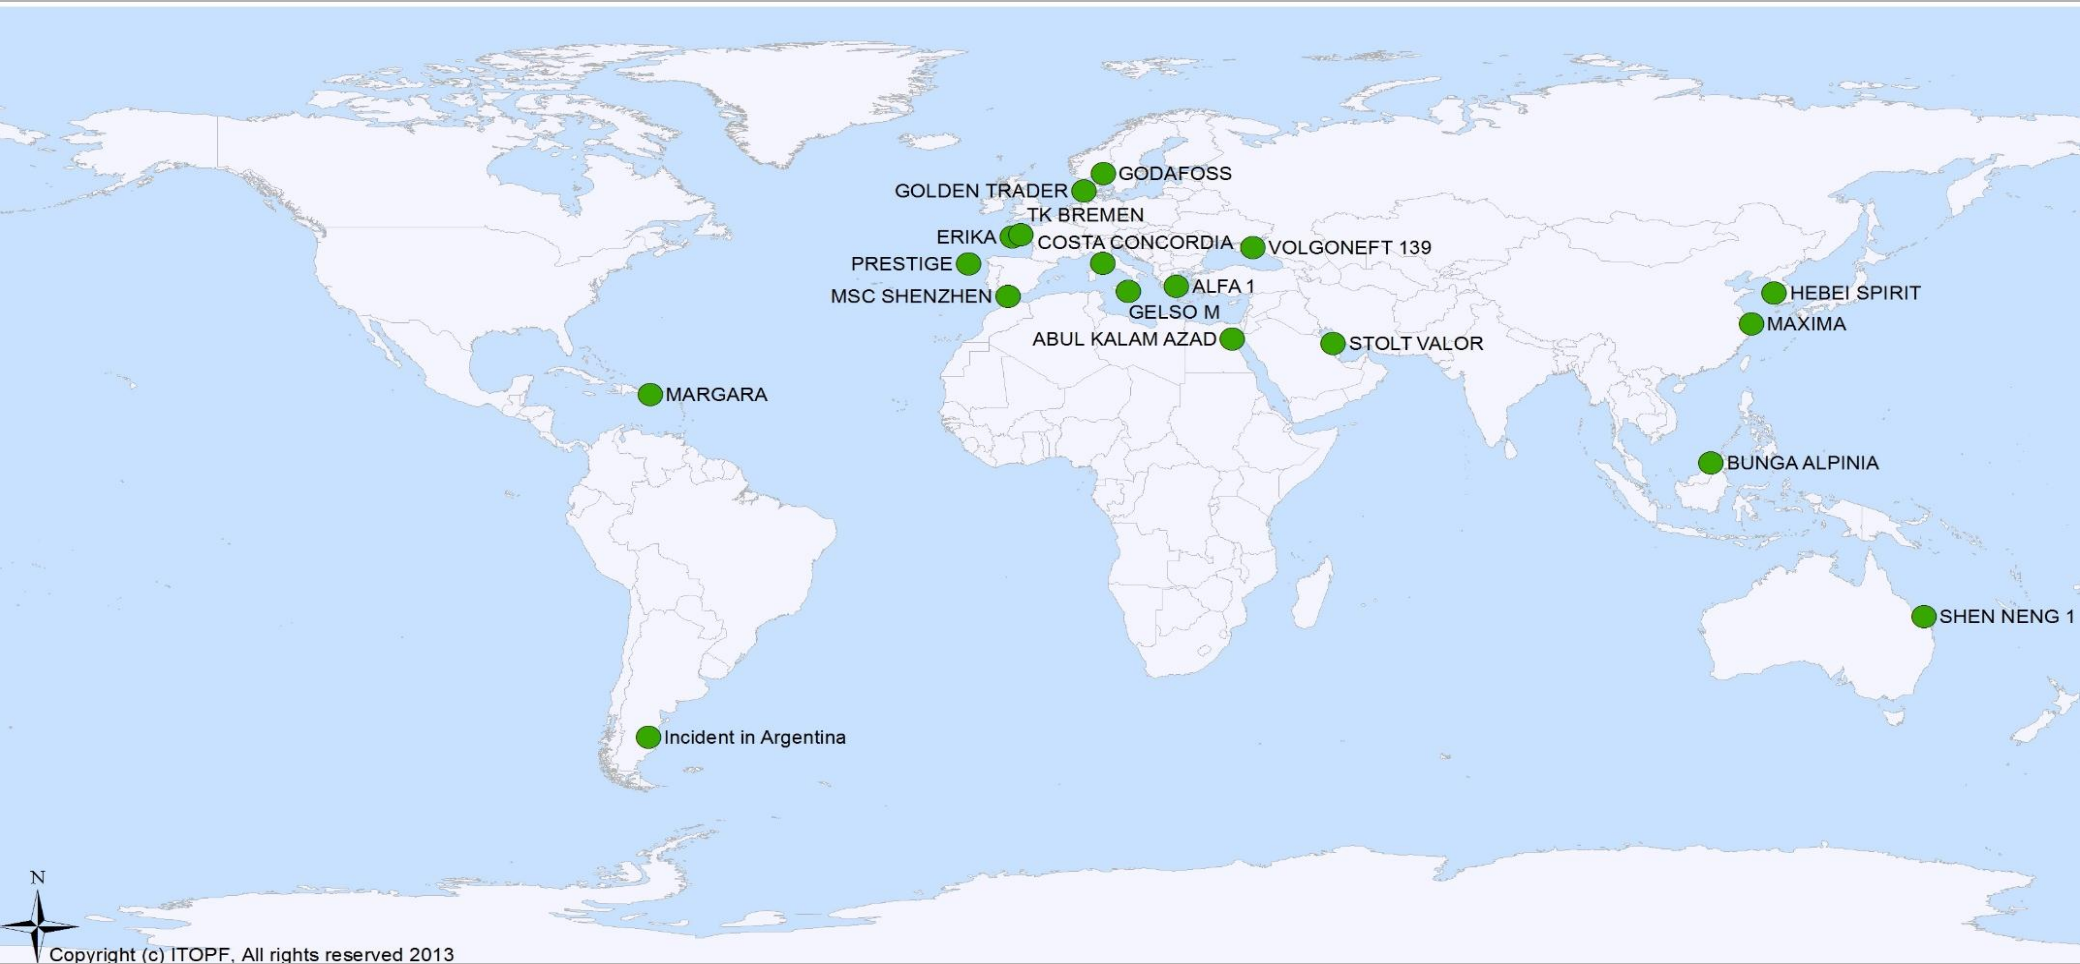 GODAFOSS
GOLDEN TRADER
TK BREMEN
ERIKA
COSTA CONCORDIA
VOLGONEFT 139
PRESTIGE
ALFA 1
MSC SHENZHEN
HEBEI SPIRIT
GELSO M
MAXIMA
ABUL KALAM AZAD
STOLT VALOR
MARGARA
BUNGA ALPINIA
SHEN NENG 1
Incident in Argentina
N
Copyright (c) ITOPF, All rights reserved 2013